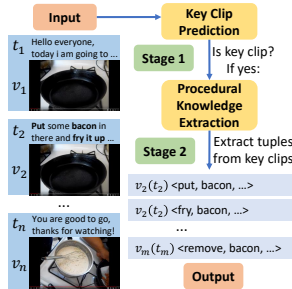 Input
t1
Hello everyone,
today i am going to ...
v1
t2
Put some bacon in
there and fry it up ...
v2
...
tn
You are good to go,
thanks for watching!
vn
Key Clip
Prediction
Stage 1
Is key clip?
If yes:
Procedural
Knowledge
Extraction
Stage 2
Extract tuples
from key clips
v2(t2) <put, bacon, ...>
v2(t2) <fry, bacon, ...>
...
vm(tm) <remove, bacon, ...>
Output